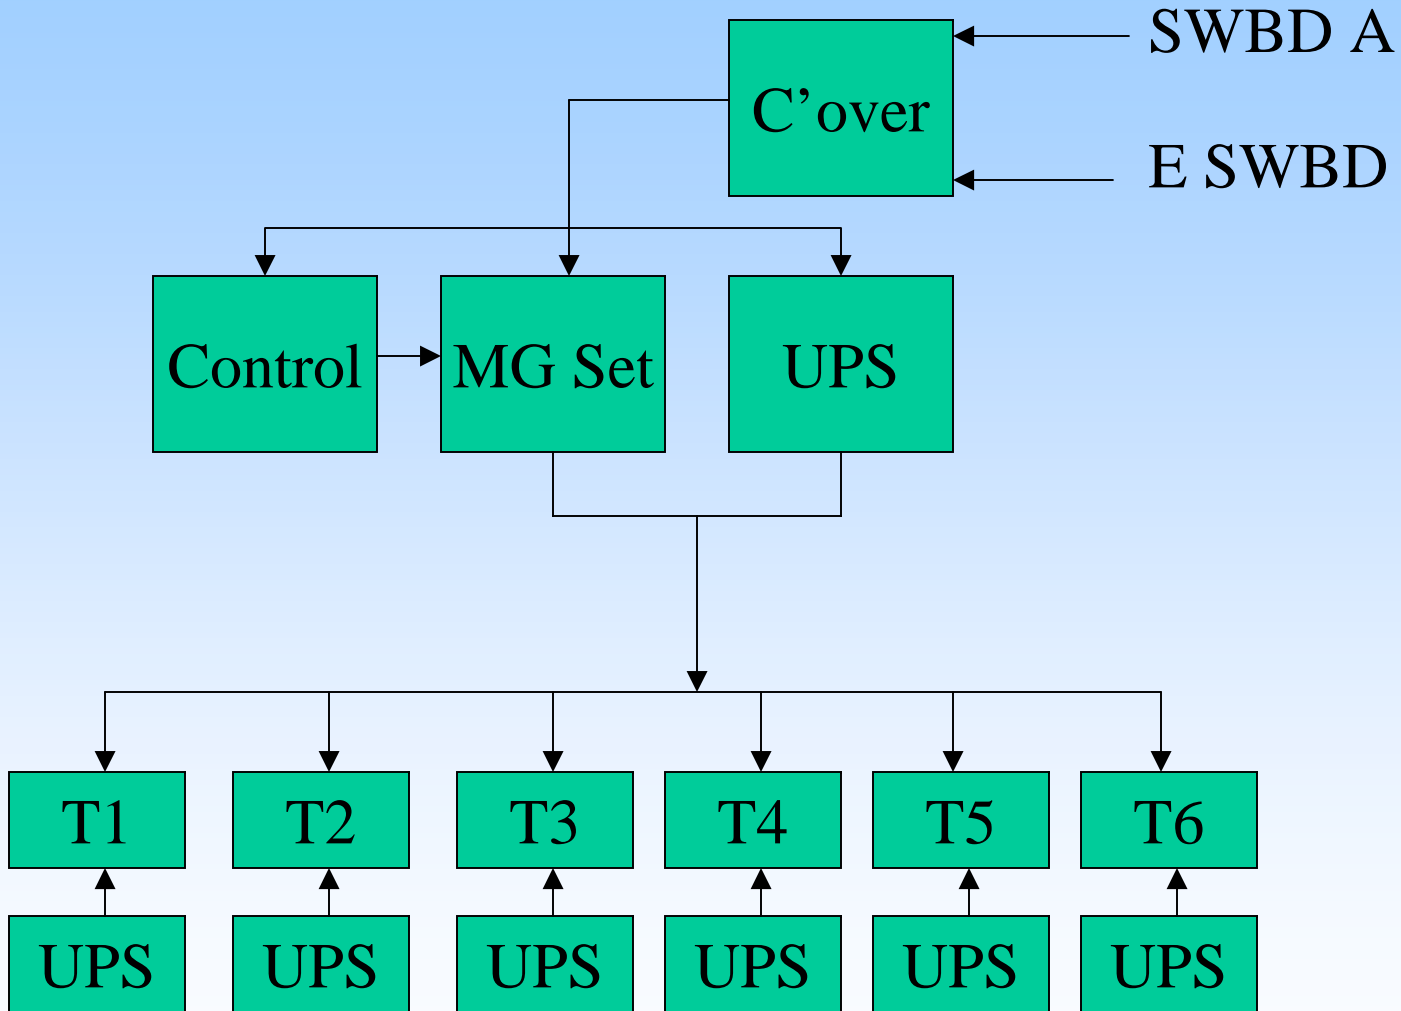 SWBD A
C’over
E SWBD
Control
MG Set
UPS
T1
T2
T3
T4
T5
T6
UPS
UPS
UPS
UPS
UPS
UPS